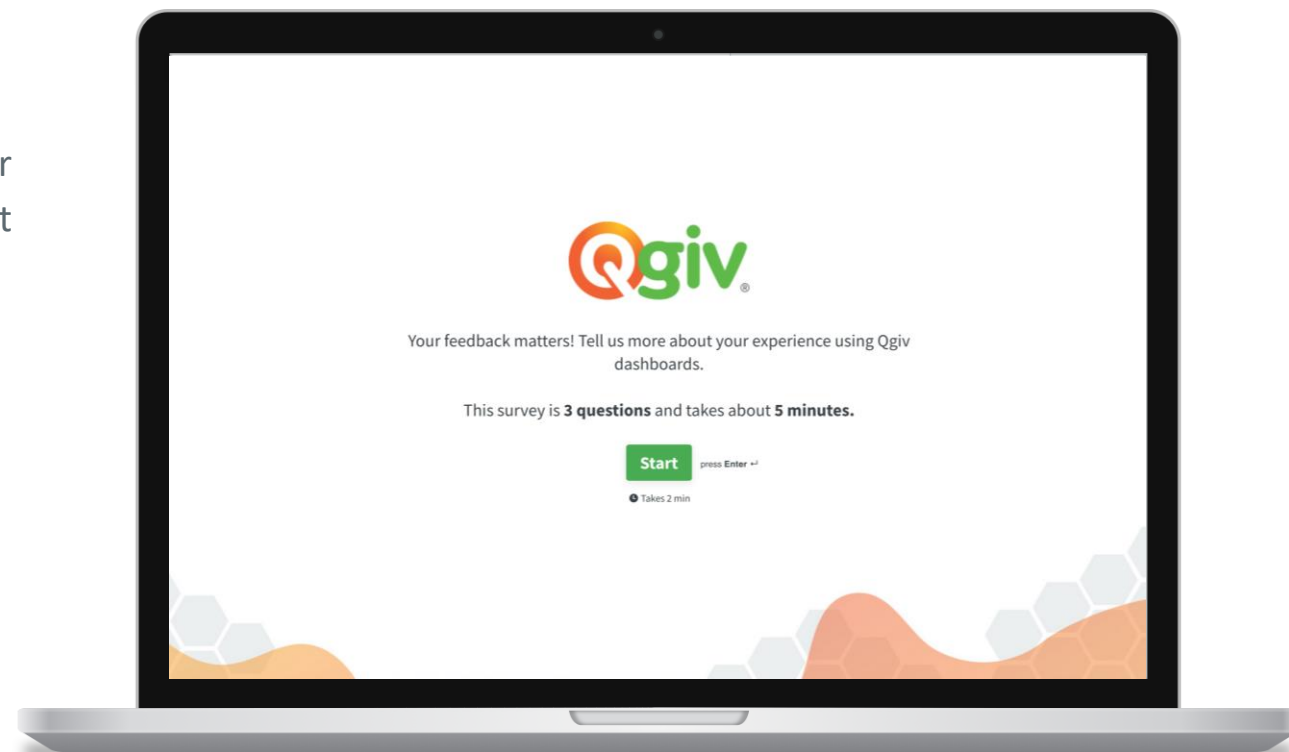 r
t
Qgiv®
Your feedback matters! Tell us more about your experience using Qgiv
dashboards.
This survey is 3 questions and takes about 5 minutes.
Start press Enter ↵
Takes 2 min